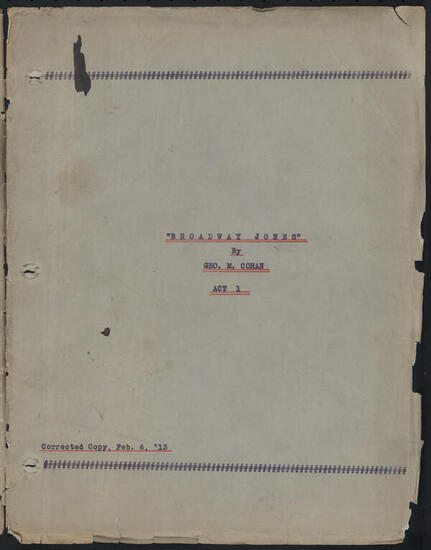 "BROADWAY JONES"
By
GEO. M. COHAN
ACT 1
Corrected Copy, Feb. 6, '13